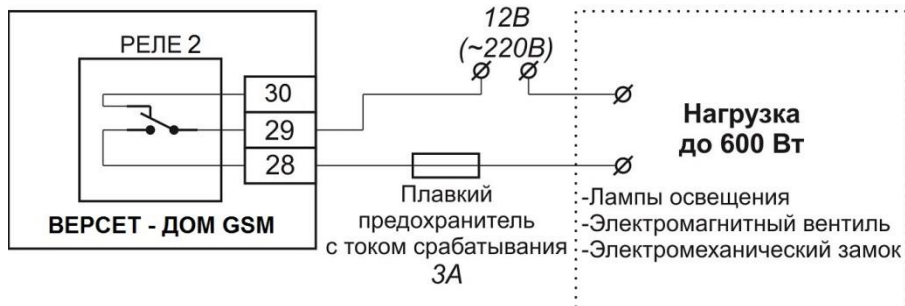 РЕЛЕ 2
30
29
28
ВЕРСЕТ - ДОМ GSM
12В
(~220В)
Плавкий
предохранитель
с током срабатывания
3А
Нагрузка
до 600 Вт
-Лампы освещения
-Электромагнитный вентиль
-Электромеханический замок